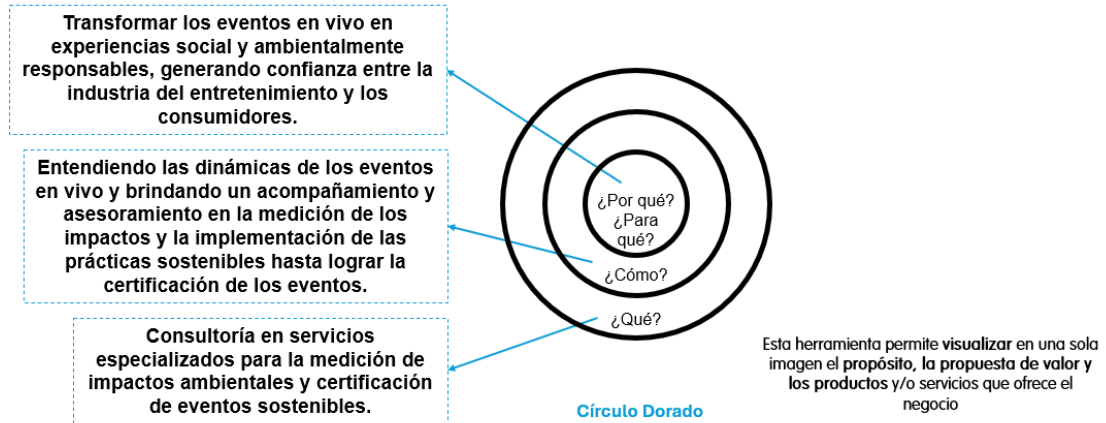 Transformar los eventos en vivo en
experiencias social y ambientalmente
responsables, generando confianza entre la
industria del entretenimiento y los
consumidores.
Entendiendo las dinámicas de los eventos
en vivo y brindando un acompañamiento y
asesoramiento en la medición de los
impactos y la implementación de las
prácticas sostenibles hasta lograr la
certificación de los eventos.
Consultoría en servicios
especializados para la medición de
impactos ambientales y certificación
de eventos sostenibles.
¿Por qué?
¿Para
qué?
¿Cómo?
¿Qué?
Círculo Dorado
Esta herramienta permite visualizar en una sola
imagen el propósito, la propuesta de valor y
los productos y/o servicios que ofrece el
negocio